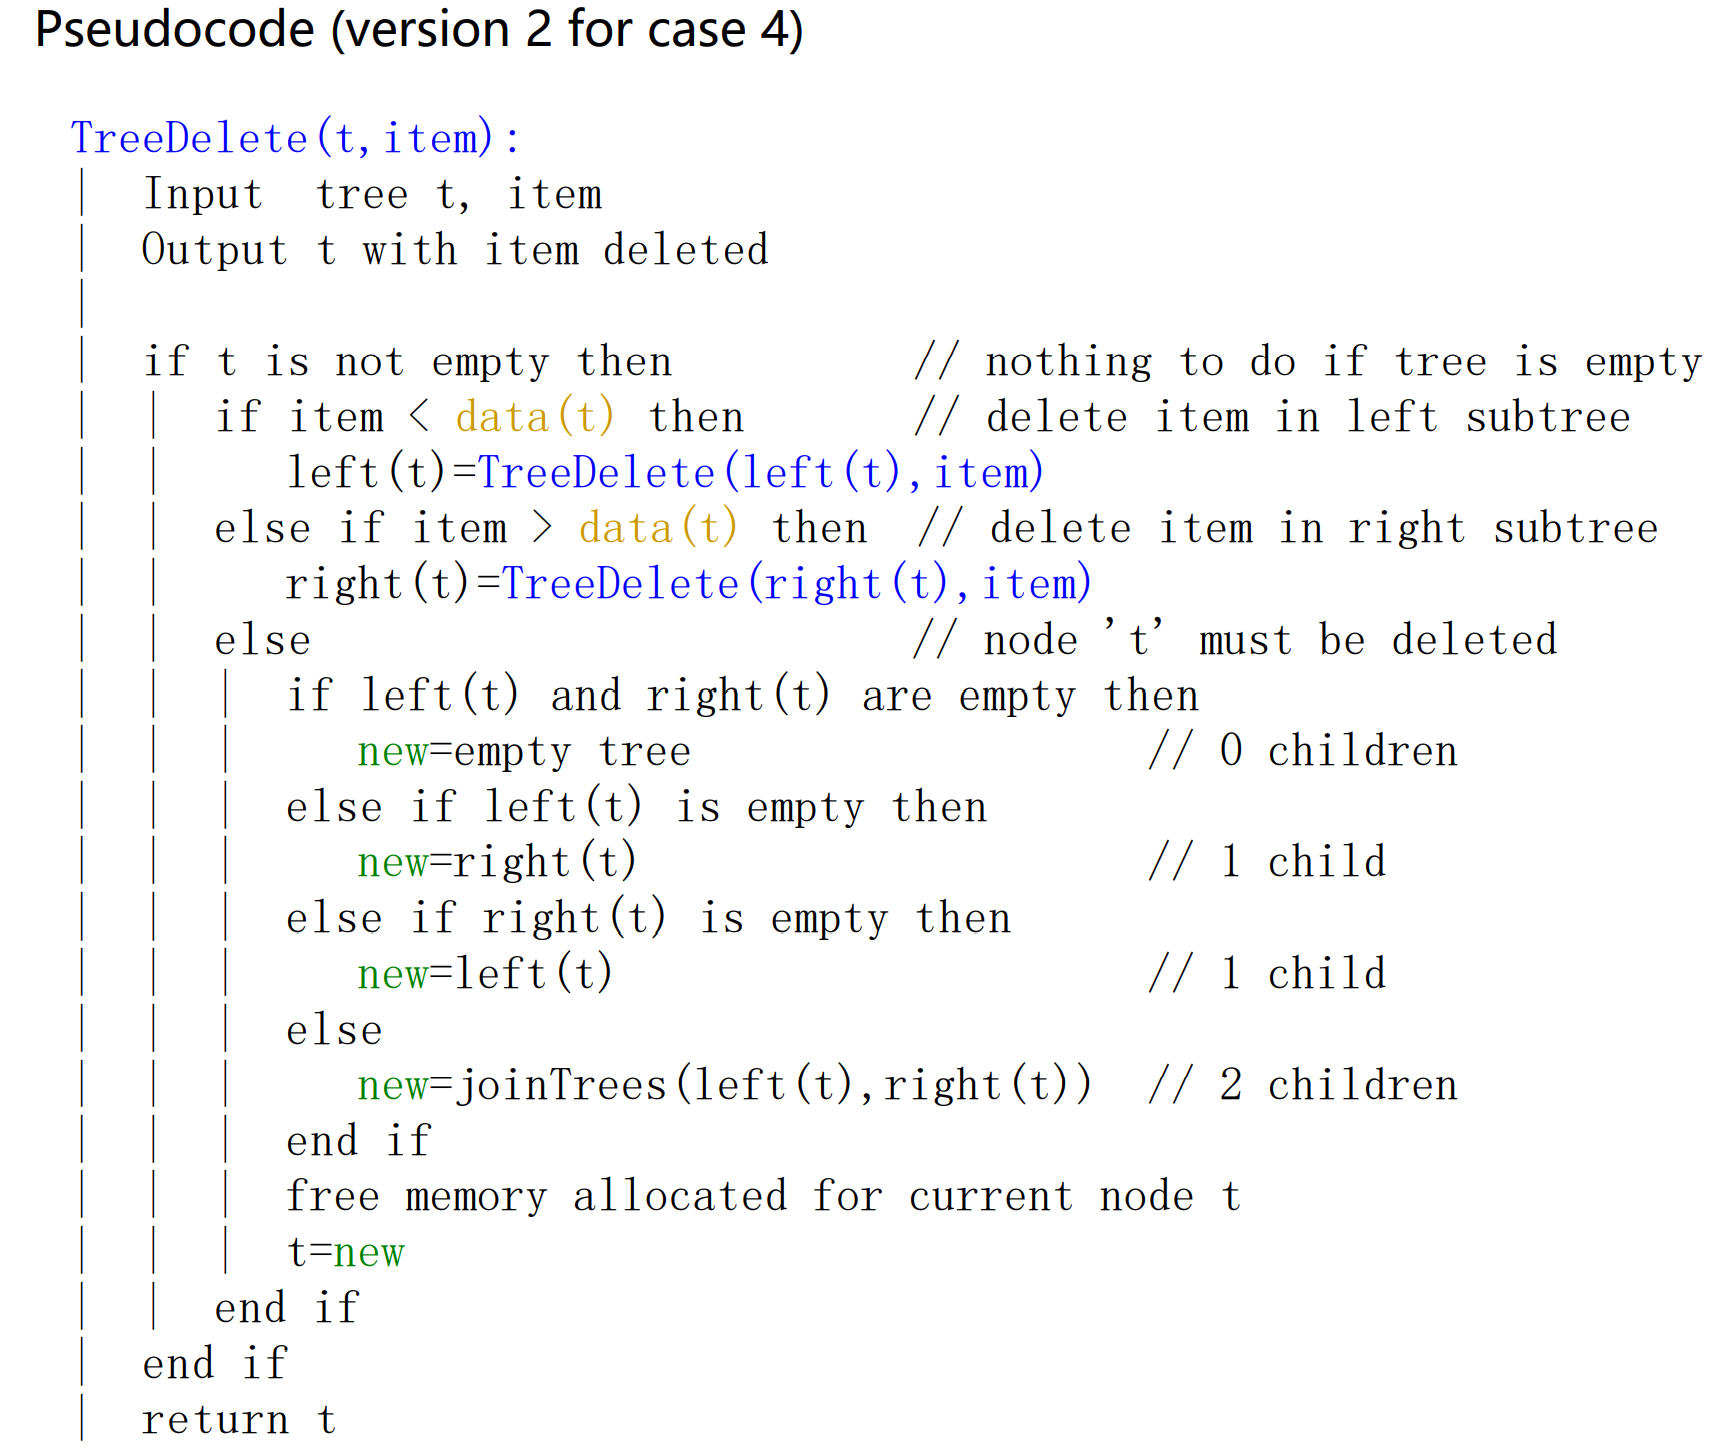 Pseudocode (version 2 for case 4)
TreeDelete(t,item):
|  Input  tree t, item
|  Output t with item deleted
|
|  if t is not empty then          // nothing to do if tree is empty
|  |  if item < data(t) then       // delete item in left subtree
|  |     left(t)=TreeDelete(left(t),item)
|  |  else if item > data(t) then  // delete item in right subtree
|  |     right(t)=TreeDelete(right(t),item)
|  |  else                         // node 't' must be deleted
|  |  |  if left(t) and right(t) are empty then
|  |  |     new=empty tree                   // 0 children
|  |  |  else if left(t) is empty then
|  |  |     new=right(t)                     // 1 child
|  |  |  else if right(t) is empty then
|  |  |     new=left(t)                      // 1 child
|  |  |  else
|  |  |     new=joinTrees(left(t),right(t))  // 2 children
|  |  |  end if
|  |  |  free memory allocated for current node t
|  |  |  t=new
|  |  end if
|  end if
|  return t